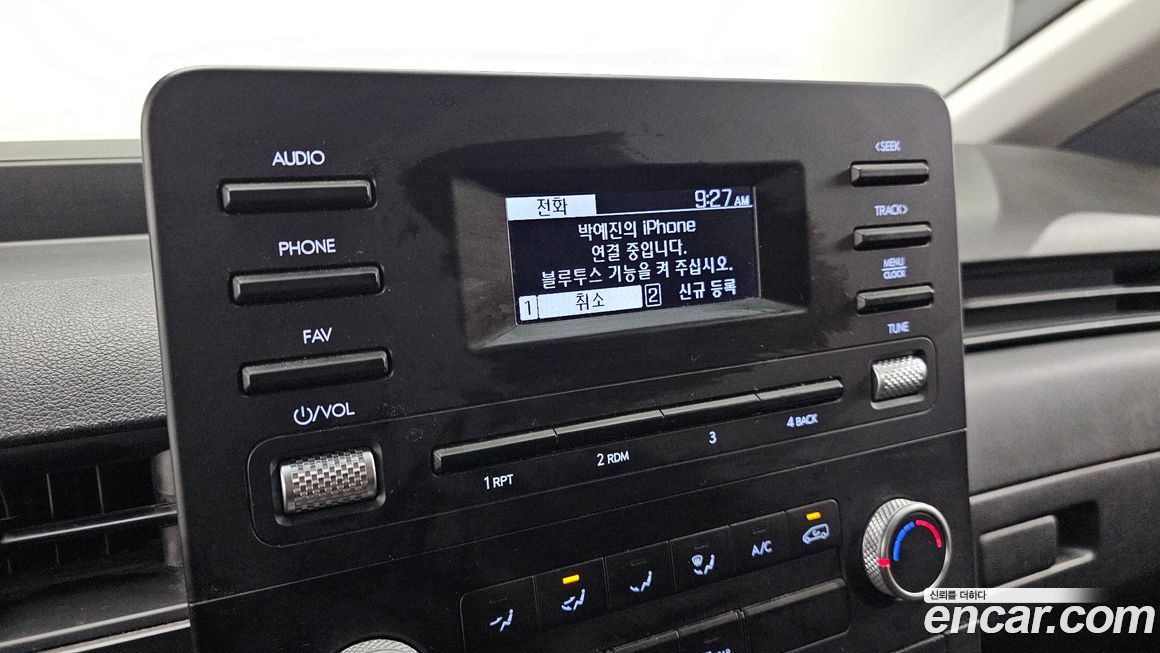 AUDIO
PHONE
FAV
/VOL
전화
9:27 AM
박예진의 iPhone
연결 중입니다.
블루투스 기능을 켜 주십시오.
1 취소 2 신규 등록
<SEEK
TRACK>
MENU
CLOCK
TUNE
1 RPT
2 RDM
3
4 BACK
A/C
신뢰를 더하다
encar.com